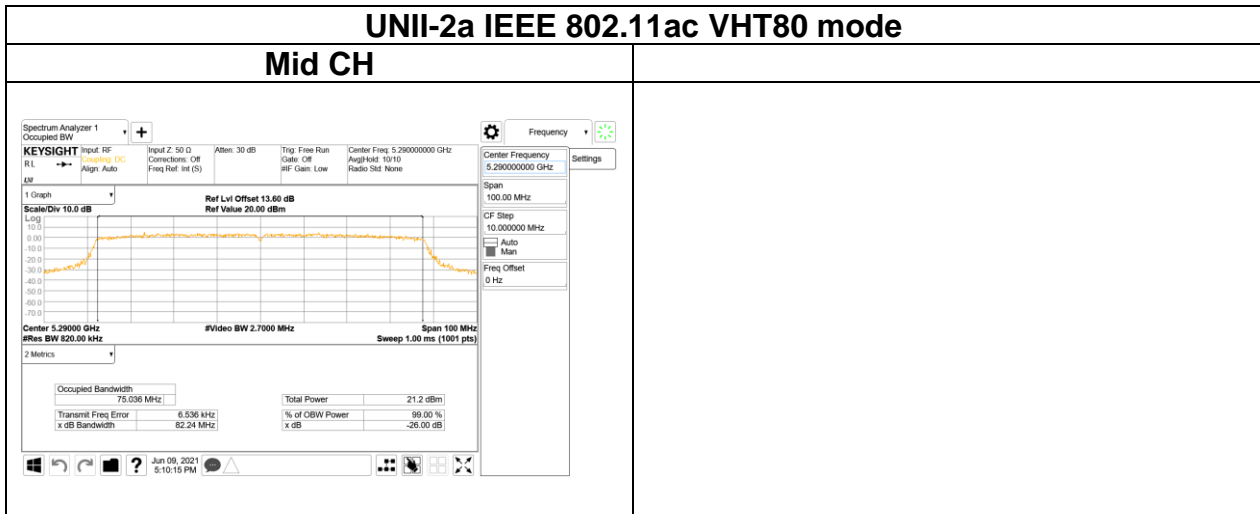 UNII-2a IEEE 802.11ac VHT80 mode
Mid CH
Spectrum Analyzer 1
Occupied BW
Frequency
Settings
KEYSIGHT
RL
Input: RF
Coupling: DC
Align: Auto
Input Z: 50 Ω
Corrections: Off
Freq Ref: Int (S)
Atten: 30 dB
Trig: Free Run
Gate: Off
#IF Gain: Low
Center Freq: 5.290000000 GHz
Avg|Hold: 10/10
Radio Std: None
Center Frequency
5.290000000 GHz
Span
100.00 MHz
CF Step
10.000000 MHz
Auto
Man
Freq Offset
0 Hz
1 Graph
Scale/Div 10.0 dB
Ref Lvl Offset 13.60 dB
Ref Value 20.00 dBm
Log
10.0
0.00
-10.0
-20.0
-30.0
-40.0
-50.0
-60.0
-70.0
Center 5.29000 GHz
#Video BW 2.7000 MHz
Span 100 MHz
#Res BW 820.00 kHz
Sweep 1.00 ms (1001 pts)
2 Metrics
Occupied Bandwidth
75.036 MHz
Total Power 21.2 dBm
Transmit Freq Error 6.536 kHz
% of OBW Power 99.00 %
x dB Bandwidth 82.24 MHz
x dB -26.00 dB
?
Jun 09, 2021
5:10:15 PM